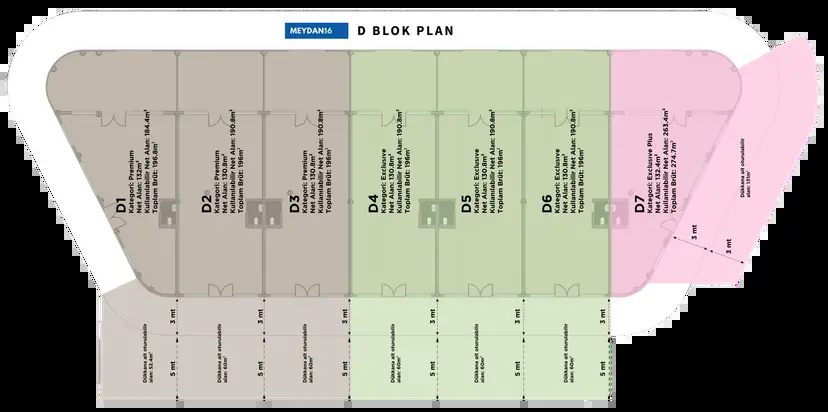 MEYDAN16
D BLOK PLAN
D1
Kategori: Premium
Net Alan: 132m²
Kullanılabilir Net Alan: 184.4m²
Toplam Brüt: 196.8m²
D2
Kategori: Premium
Net Alan: 130.8m²
Kullanılabilir Net Alan: 190.8m²
Toplam Brüt: 196m²
D3
Kategori: Premium
Net Alan: 130.8m²
Kullanılabilir Net Alan: 190.8m²
Toplam Brüt: 196m²
D4
Kategori: Exclusive
Net Alan: 130.8m²
Kullanılabilir Net Alan: 190.8m²
Toplam Brüt: 196m²
D5
Kategori: Exclusive
Net Alan: 130.8m²
Kullanılabilir Net Alan: 190.8m²
Toplam Brüt: 196m²
D6
Kategori: Exclusive
Net Alan: 130.8m²
Kullanılabilir Net Alan: 190.8m²
Toplam Brüt: 196m²
D7
Kategori: Exclusive Plus
Net Alan: 132.4m²
Kullanılabilir Net Alan: 263.4m²
Toplam Brüt: 274.7m²
Dükkana ait oturulabilir
alan: 131m²
3 mt
3 mt
3 mt
3 mt
3 mt
3 mt
3 mt
3 mt
Dükkana ait oturulabilir
alan: 52.4m²
5 mt
Dükkana ait oturulabilir
alan: 60m²
5 mt
Dükkana ait oturulabilir
alan: 60m²
5 mt
Dükkana ait oturulabilir
alan: 60m²
5 mt
Dükkana ait oturulabilir
alan: 60m²
5 mt
Dükkana ait oturulabilir
alan: 60m²
5 mt